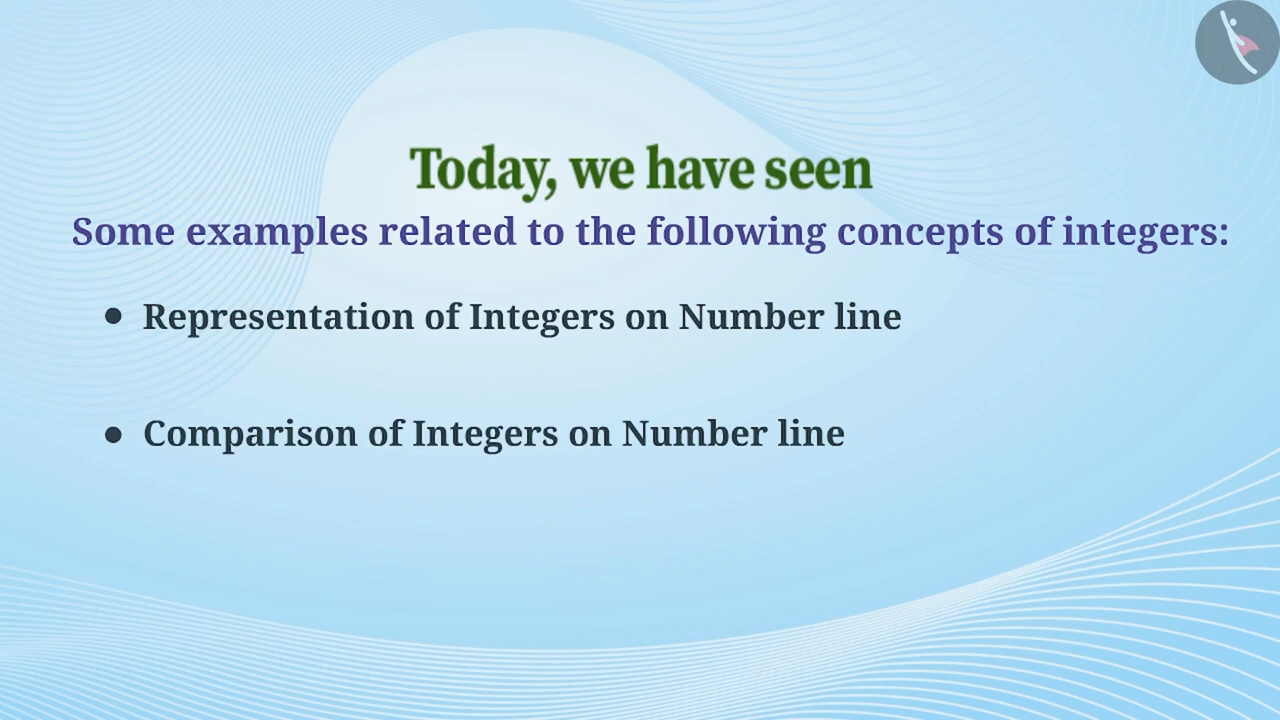 Today, we have seen
Some examples related to the following concepts of integers:
• Representation of Integers on Number line
• Comparison of Integers on Number line